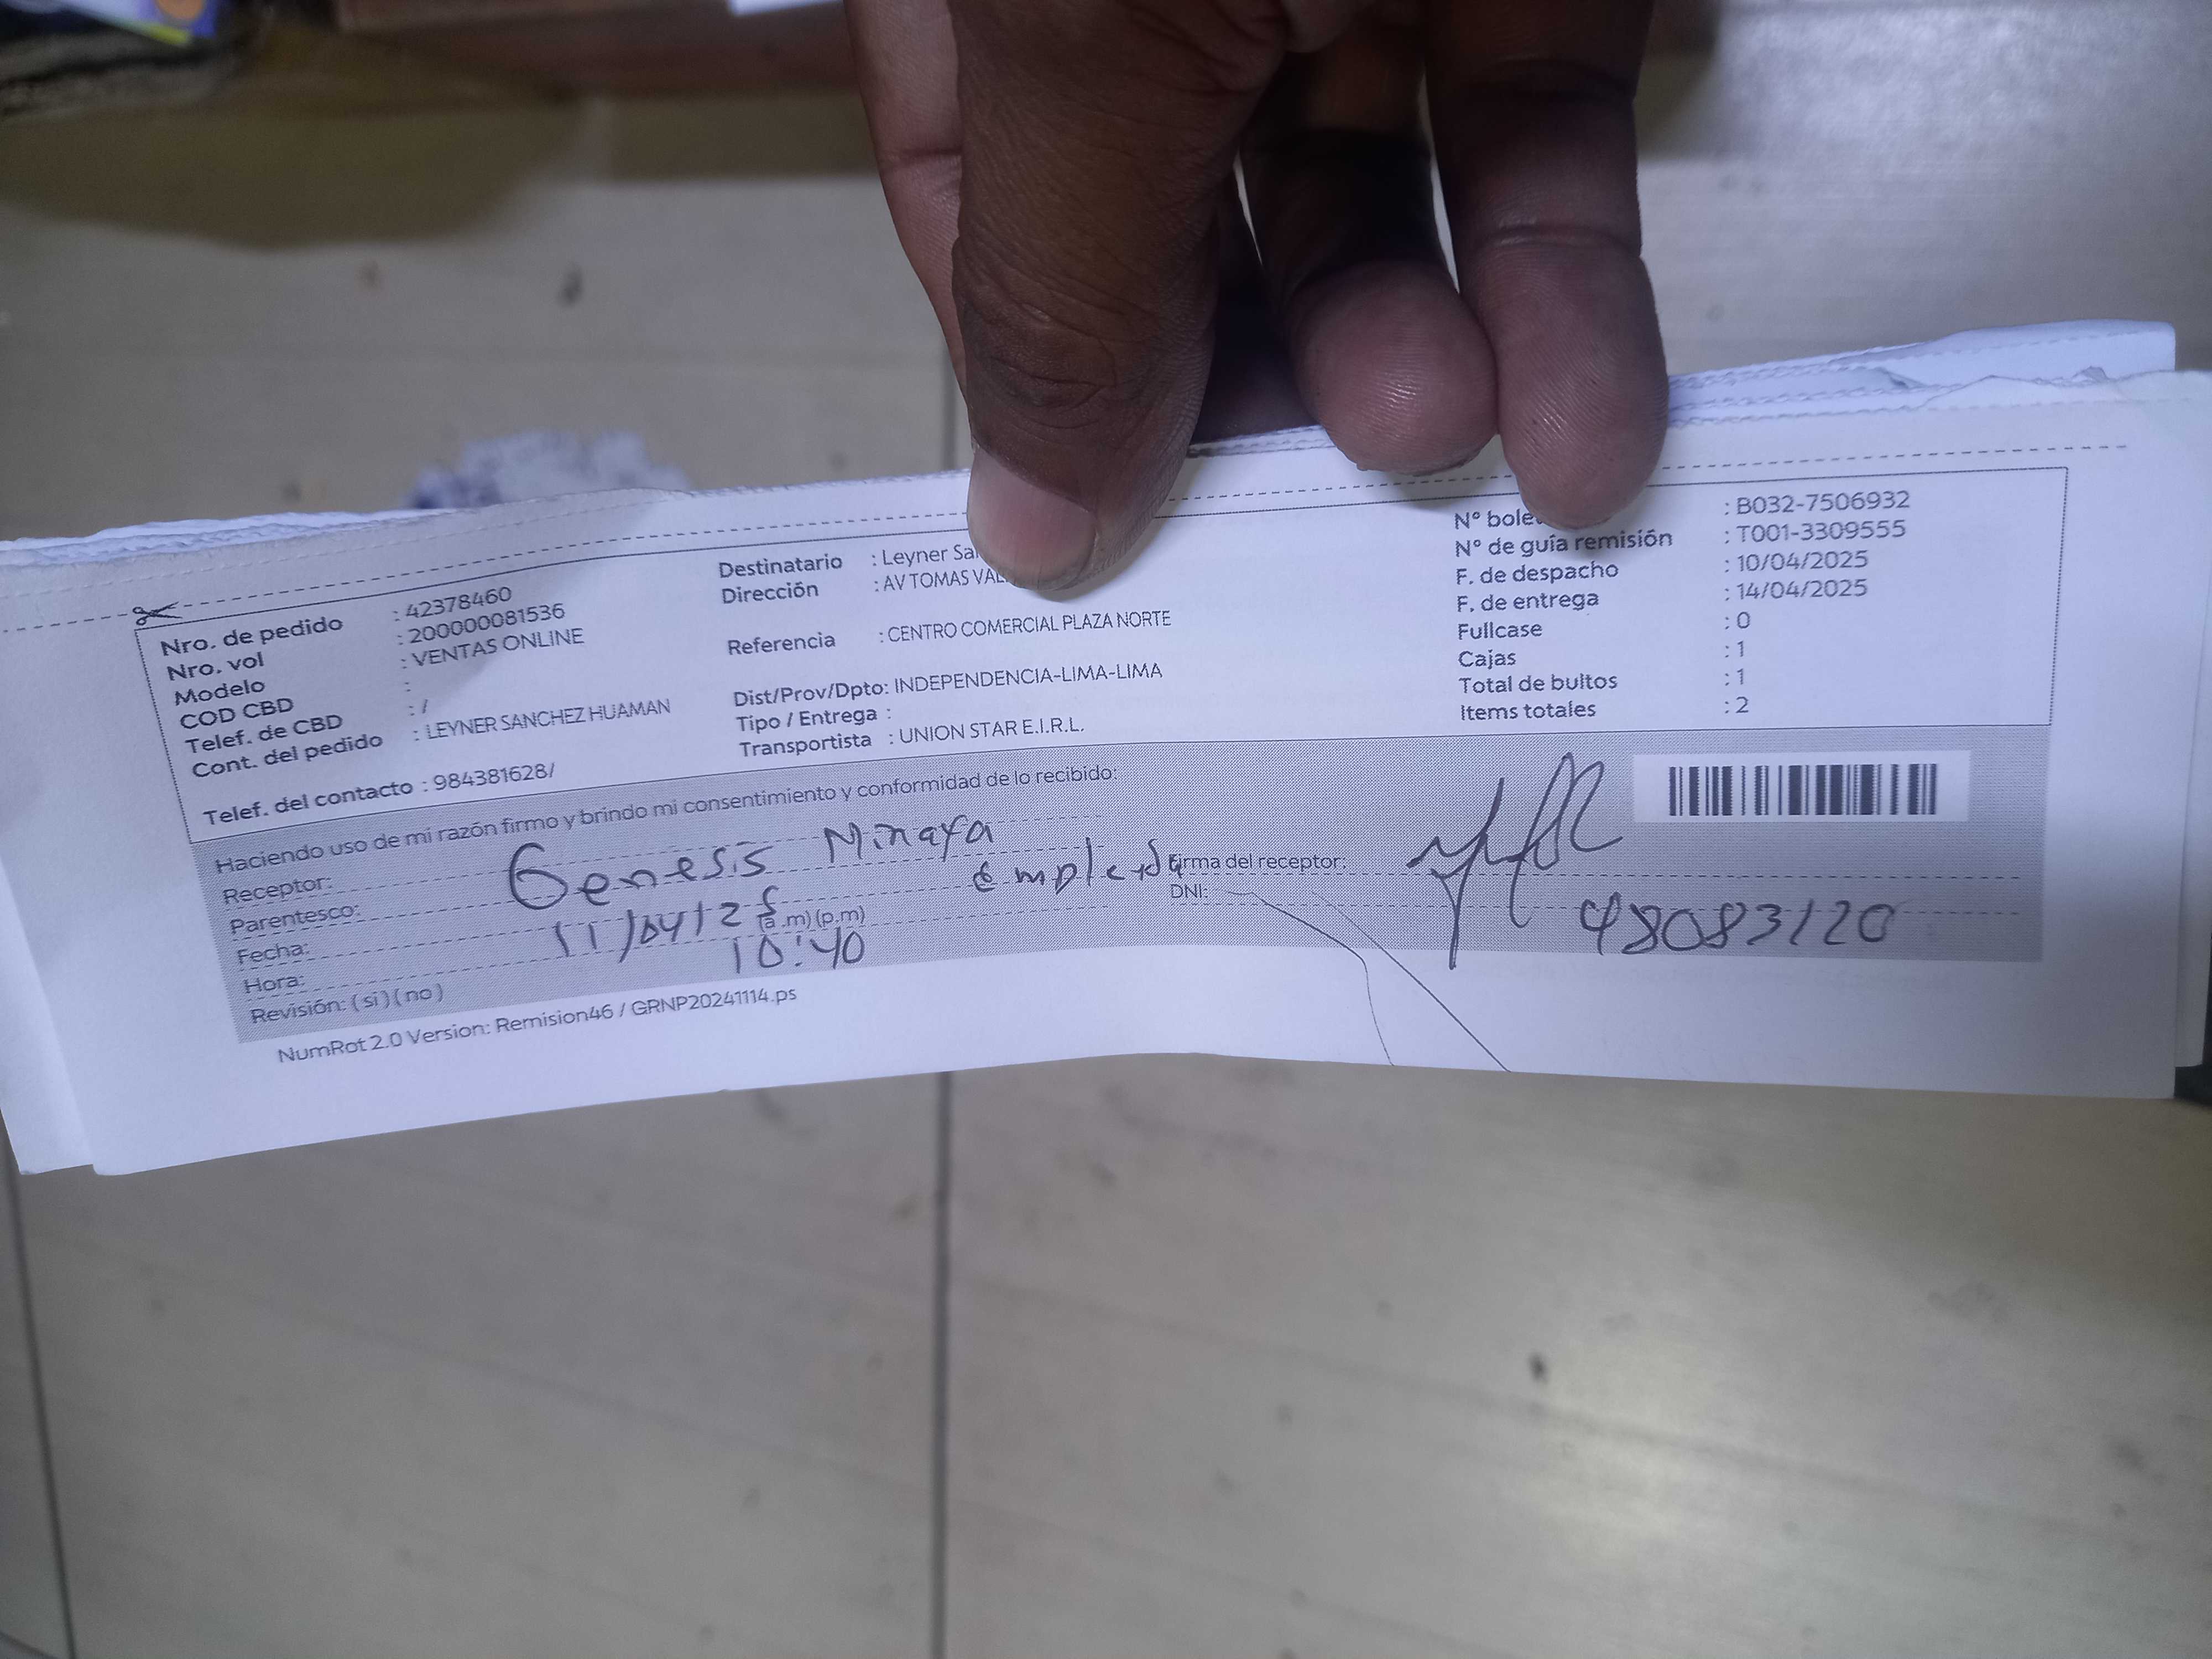 Nro. de pedido : 42378460
Nro. vol : 200000081536
Modelo : VENTAS ONLINE
COD CBD :
Telef. de CBD : /
Cont. del pedido : LEYNER SANCHEZ HUAMAN
Telef. del contacto : 984381628/
Destinatario : Leyner
Dirección : AV TOMAS
Referencia : CENTRO COMERCIAL PLAZA NORTE
Dist/Prov/Dpto: INDEPENDENCIA-LIMA-LIMA
Tipo / Entrega :
Transportista : UNION STAR E.I.R.L.
Nº : B032-7506932
Nº de guía remisión : T001-3309555
F. de despacho : 10/04/2025
F. de entrega : 14/04/2025
Fullcase : 0
Cajas : 1
Total de bultos : 1
Items totales : 2
Haciendo uso de mi razón firmo y brindo mi consentimiento y conformidad de lo recibido:
Receptor: Genesis Minaya
Parentesco:
Fecha: 11/04/25
(a.m) (p.m)
Hora: 10:40
Revisión: (si) (no)
Firma del receptor:
DNI: 48083120
NumRot 2.0 Version: Remision46 / GRNP20241114.ps